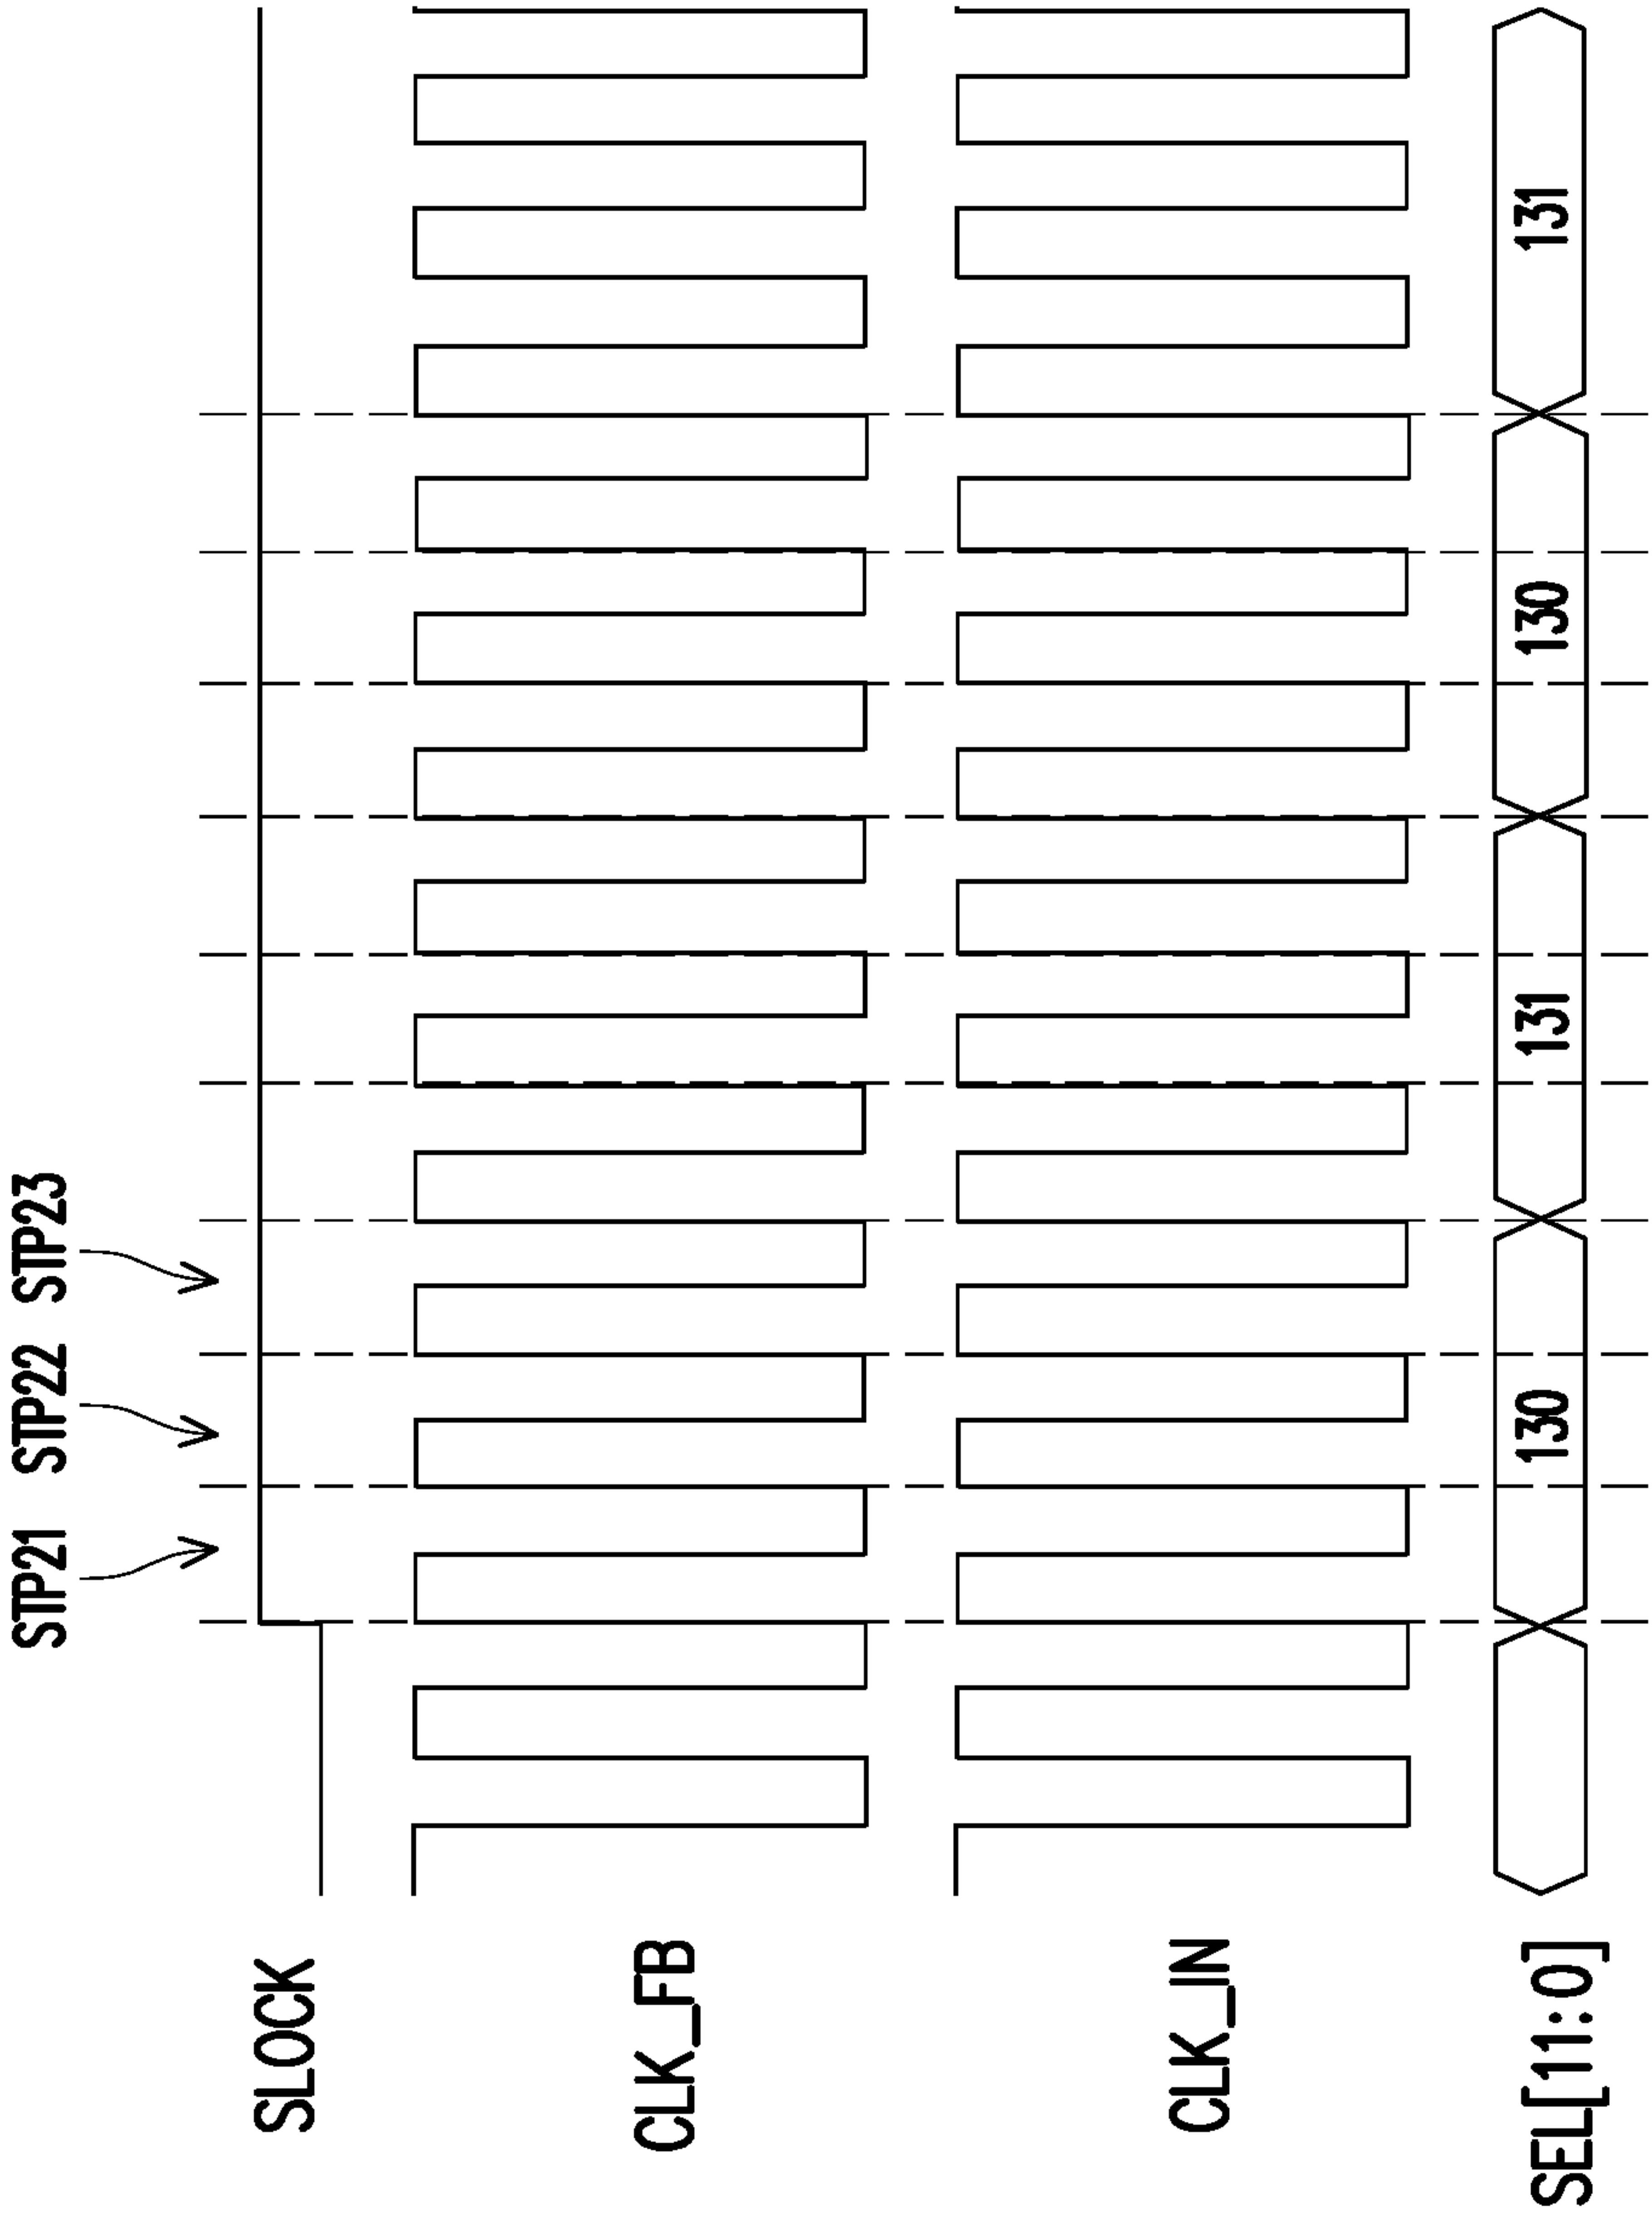 STP21 STP22 STP23
SLOCK
CLK_FB
CLK_IN
SEL[11:0] 130 131 130 131